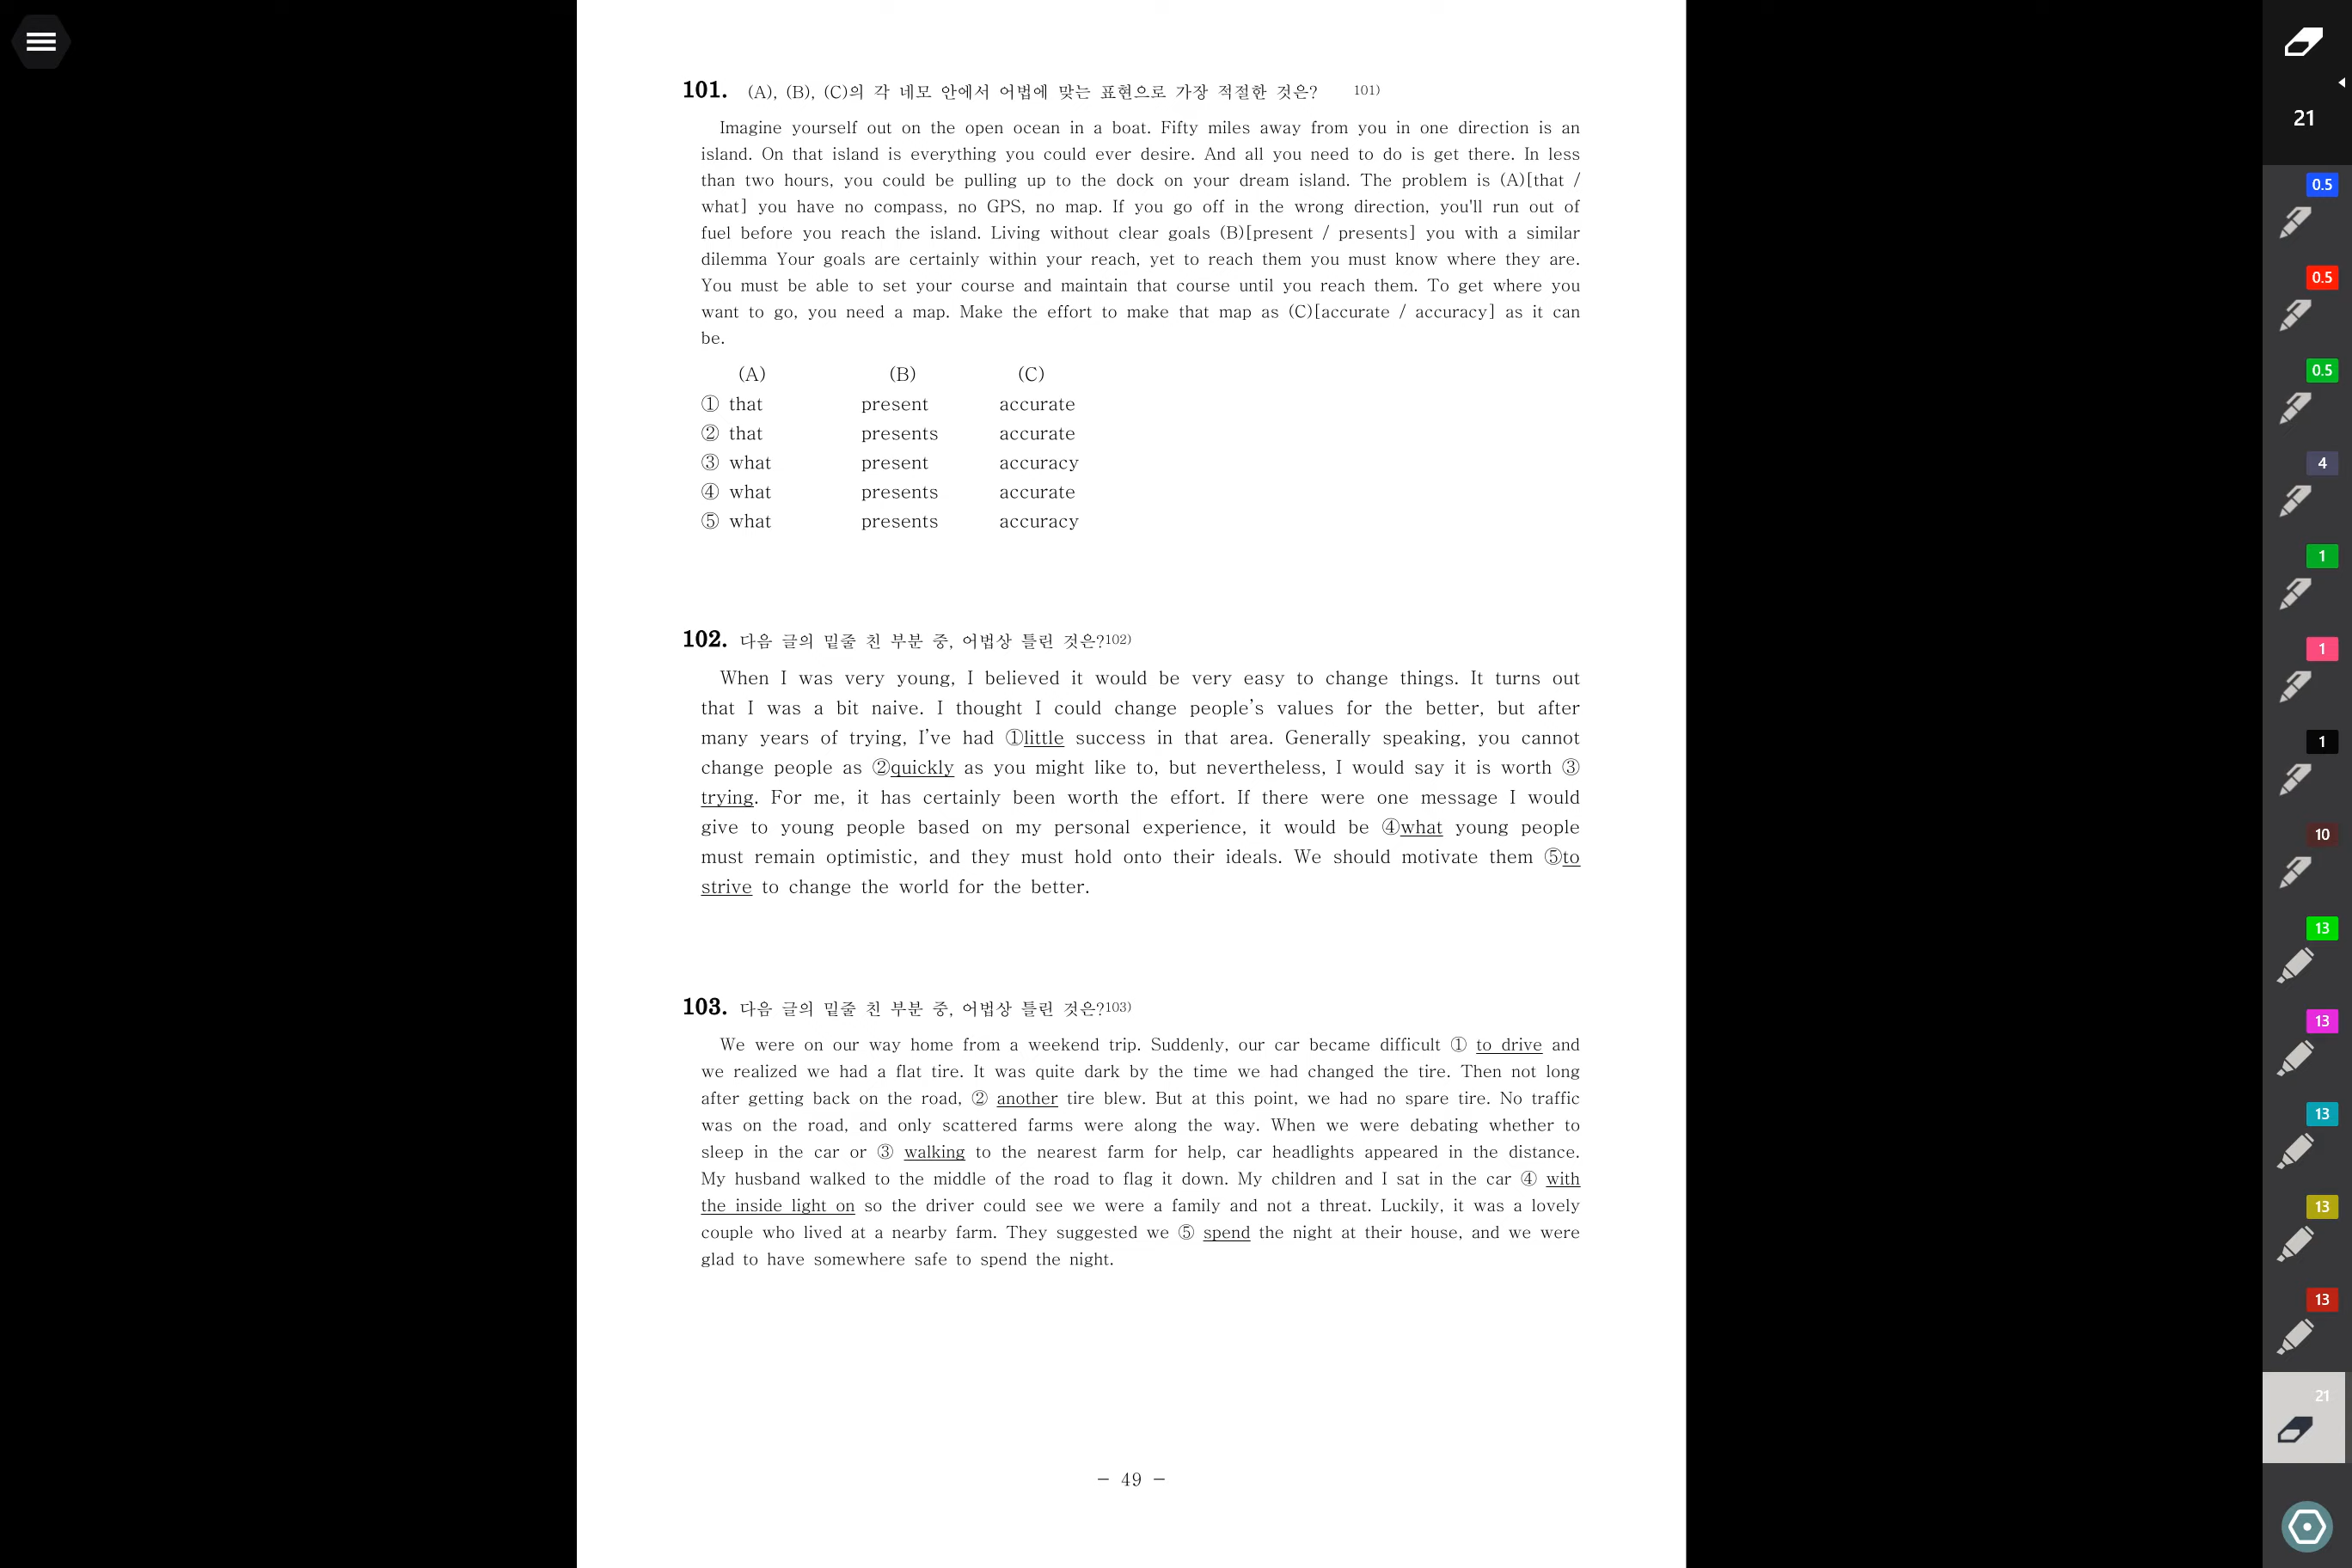 101. (A), (B), (C)의 각 네모 안에서 어법에 맞는 표현으로 가장 적절한 것은? 101)
Imagine yourself out on the open ocean in a boat. Fifty miles away from you in one direction is an
island. On that island is everything you could ever desire. And all you need to do is get there. In less
than two hours, you could be pulling up to the dock on your dream island. The problem is (A)[that /
what] you have no compass, no GPS, no map. If you go off in the wrong direction, you'll run out of
fuel before you reach the island. Living without clear goals (B)[present / presents] you with a similar
dilemma Your goals are certainly within your reach, yet to reach them you must know where they are.
You must be able to set your course and maintain that course until you reach them. To get where you
want to go, you need a map. Make the effort to make that map as (C)[accurate / accuracy] as it can
be.
(A) (B) (C)
① that present accurate
② that presents accurate
③ what present accuracy
④ what presents accurate
⑤ what presents accuracy
102. 다음 글의 밑줄 친 부분 중, 어법상 틀린 것은?102)
When I was very young, I believed it would be very easy to change things. It turns out
that I was a bit naive. I thought I could change people’s values for the better, but after
many years of trying, I’ve had ①little success in that area. Generally speaking, you cannot
change people as ②quickly as you might like to, but nevertheless, I would say it is worth ③
trying. For me, it has certainly been worth the effort. If there were one message I would
give to young people based on my personal experience, it would be ④what young people
must remain optimistic, and they must hold onto their ideals. We should motivate them ⑤to
strive to change the world for the better.
103. 다음 글의 밑줄 친 부분 중, 어법상 틀린 것은?103)
We were on our way home from a weekend trip. Suddenly, our car became difficult ① to drive and
we realized we had a flat tire. It was quite dark by the time we had changed the tire. Then not long
after getting back on the road, ② another tire blew. But at this point, we had no spare tire. No traffic
was on the road, and only scattered farms were along the way. When we were debating whether to
sleep in the car or ③ walking to the nearest farm for help, car headlights appeared in the distance.
My husband walked to the middle of the road to flag it down. My children and I sat in the car ④ with
the inside light on so the driver could see we were a family and not a threat. Luckily, it was a lovely
couple who lived at a nearby farm. They suggested we ⑤ spend the night at their house, and we were
glad to have somewhere safe to spend the night.
- 49 -
21
0.5
0.5
0.5
4
1
1
1
10
13
13
13
13
13
21